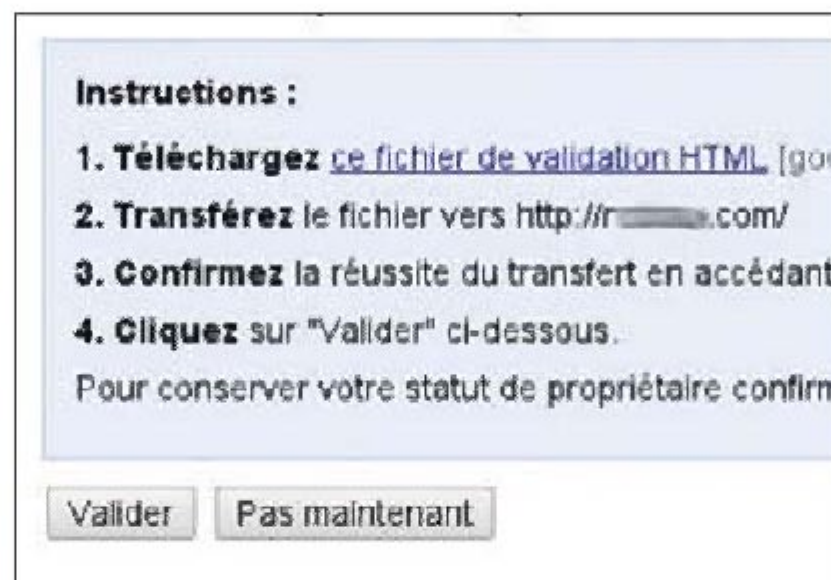 Instructions :
1. Téléchargez ce fichier de validation HTML [goo
2. Transférez le fichier vers http://r .com/
3. Confirmez la réussite du transfert en accédant
4. Cliquez sur "Valider" ci-dessous.
Pour conserver votre statut de propriétaire confirm
Valider Pas maintenant